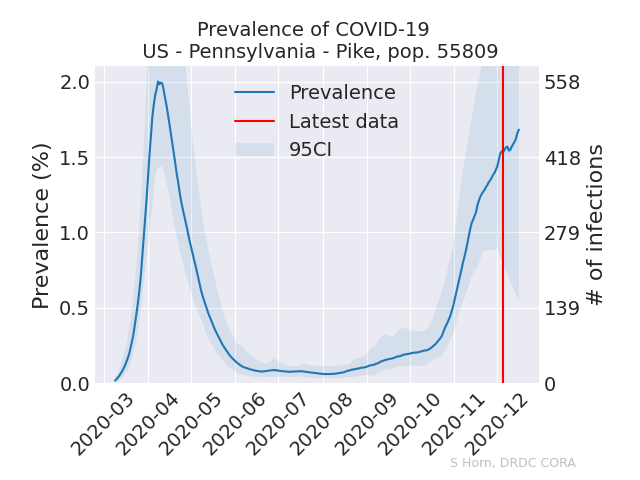 Prevalence of COVID-19
US - Pennsylvania - Pike, pop. 55809
Prevalence
Latest data
95CI
Prevalence (%)
2.0
1.5
1.0
0.5
0.0
# of infections
558
418
279
139
0
2020-03
2020-04
2020-05
2020-06
2020-07
2020-08
2020-09
2020-10
2020-11
2020-12
S Horn, DRDC CORA